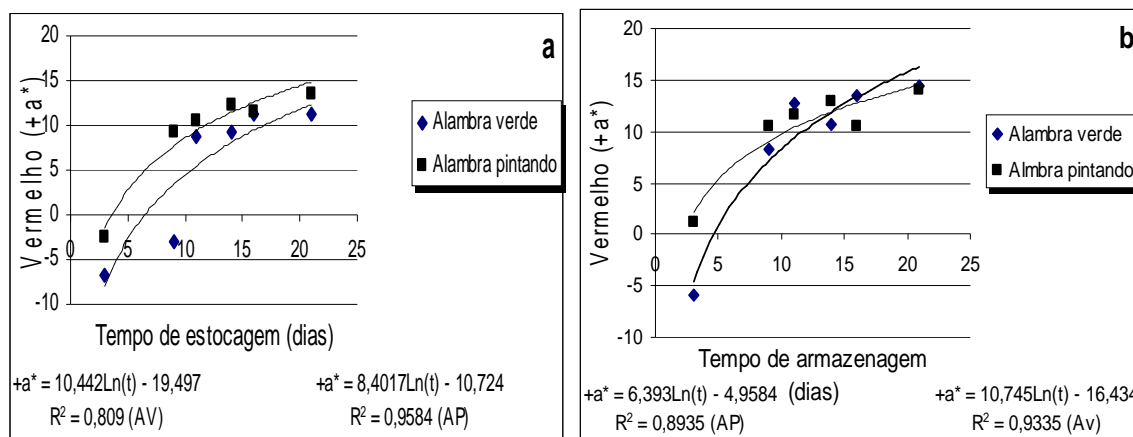 a
20
15
10
5
0
-5
-10
0 5 10 15 20 25
Vermelho (+a*)
Tempo de estocagem (dias)
Alambra verde
Alambra pintando
+a* = 10,442Ln(t) - 19,497
R² = 0,809 (AV)
+a* = 8,4017Ln(t) - 10,724
R² = 0,9584 (AP)
b
20
15
10
5
0
-5
-10
0 5 10 15 20 25
Vermelho (+a*)
Tempo de armazenagem
(dias)
Alambra verde
Almbra pintando
+a* = 6,393Ln(t) - 4,9584
R² = 0,8935 (AP)
+a* = 10,745Ln(t) - 16,434
R² = 0,9335 (Av)